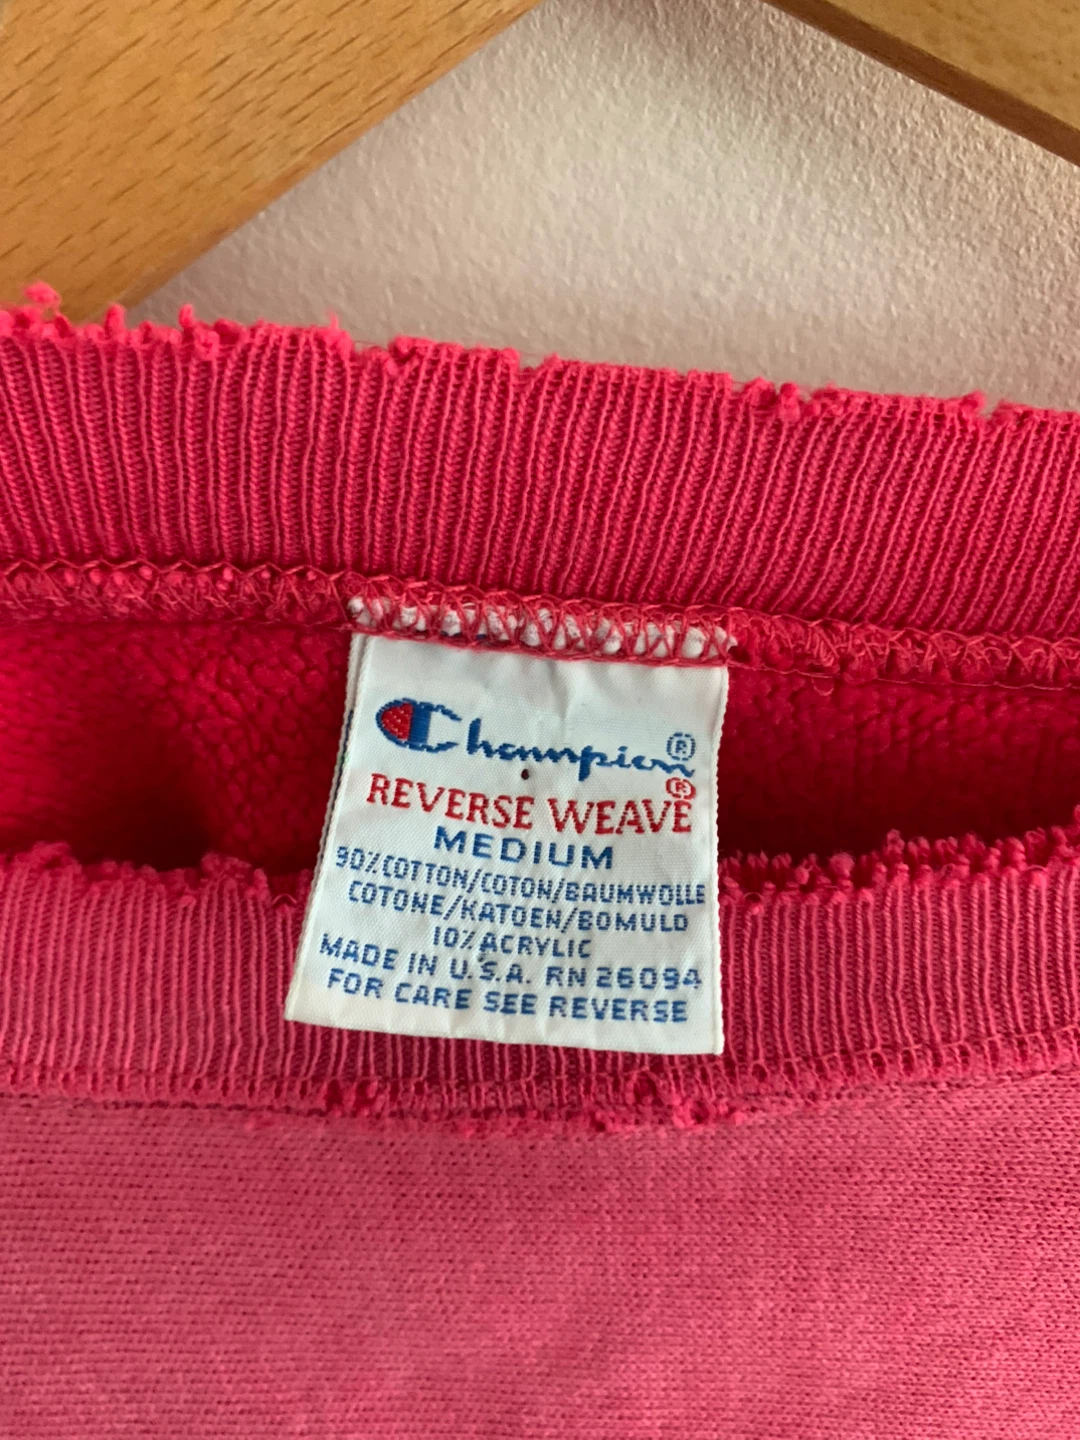 Champion®
REVERSE WEAVE®
MEDIUM
90% COTTON/COTON/BAUMWOLLE
COTONE/KATOEN/BOMULD
10% ACRYLIC
MADE IN U.S.A. RN 26094
FOR CARE SEE REVERSE